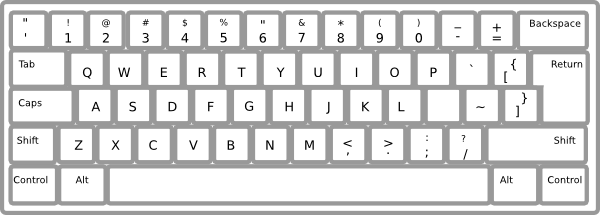 " ! @ # $ % " & * ( ) _ + Backspace
' 1 2 3 4 5 6 7 8 9 0 - =
Tab Q W E R T Y U I O P ` { Return
[
Caps A S D F G H J K L ~ }
]
Shift Z X C V B N M < > : ? Shift
, . ; /
Control Alt Alt Control